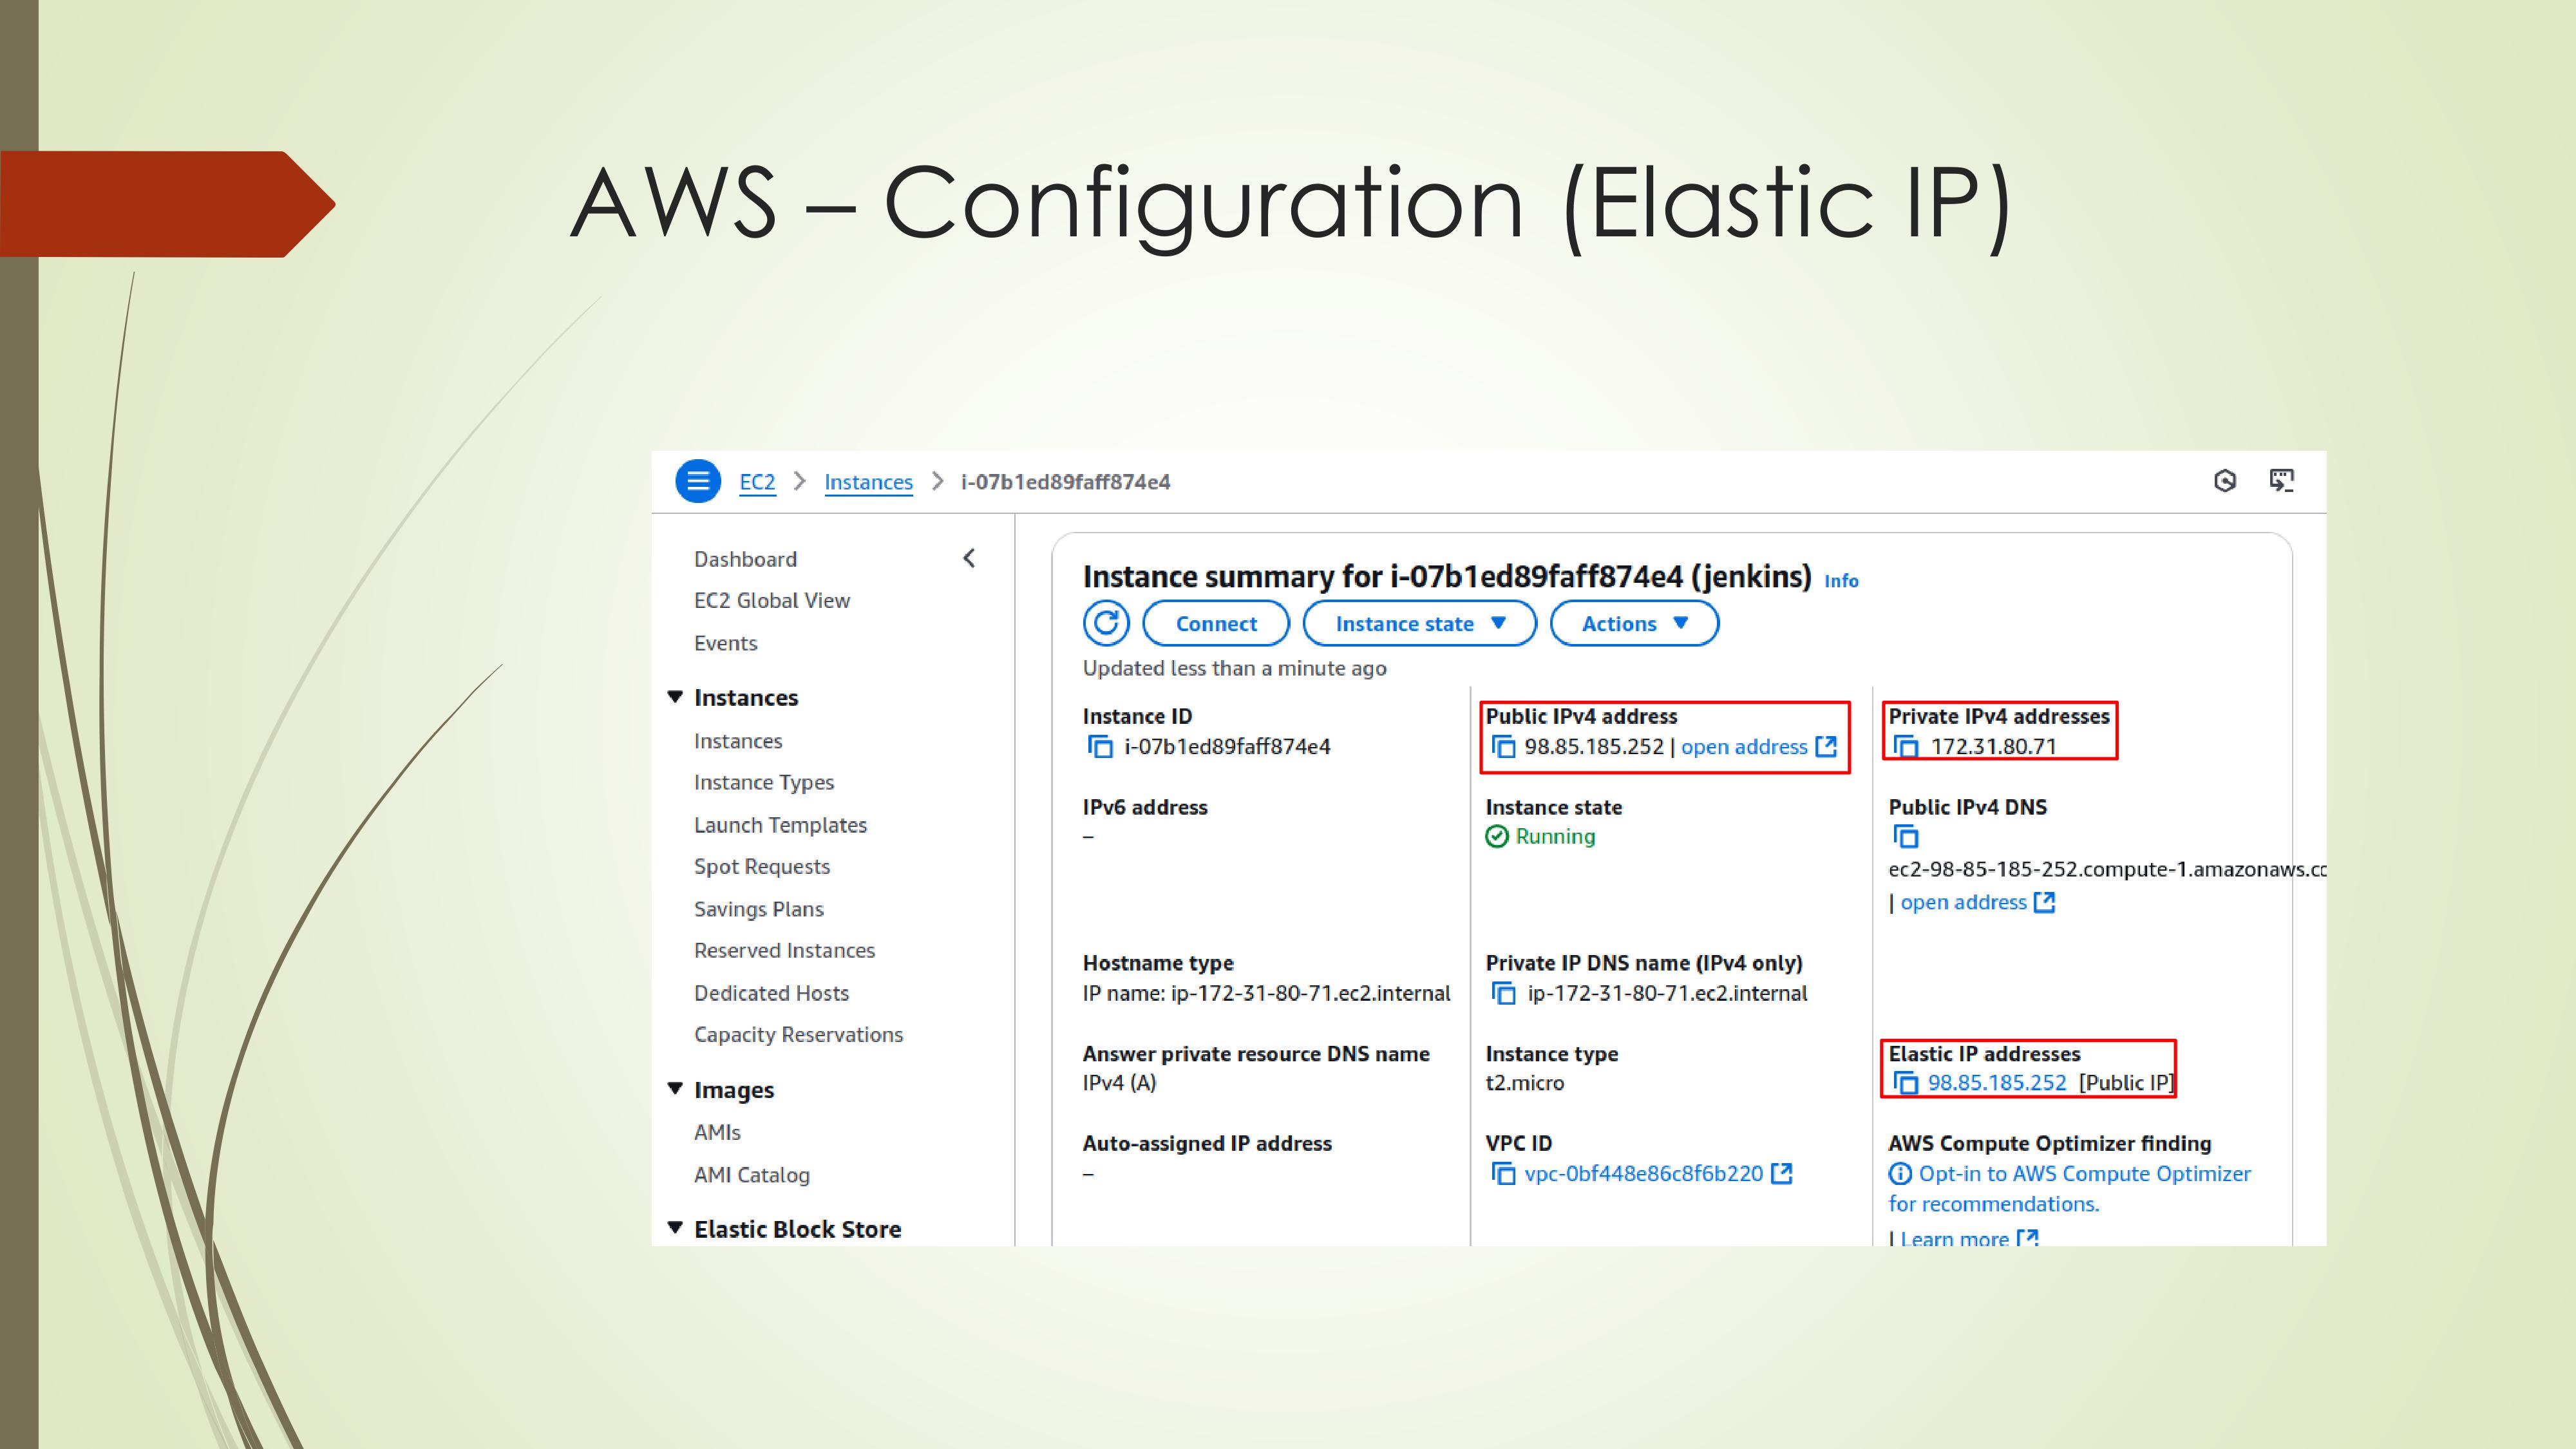 AWS – Configuration (Elastic IP)
EC2 > Instances > i-07b1ed89faff874e4
Dashboard
EC2 Global View
Events
Instances
Instances
Instance Types
Launch Templates
Spot Requests
Savings Plans
Reserved Instances
Dedicated Hosts
Capacity Reservations
Images
AMIs
AMI Catalog
Elastic Block Store
Instance summary for i-07b1ed89faff874e4 (jenkins) Info
Connect Instance state Actions
Updated less than a minute ago
Instance ID
i-07b1ed89faff874e4
Public IPv4 address
98.85.185.252 | open address
Private IPv4 addresses
172.31.80.71
IPv6 address
–
Instance state
Running
Public IPv4 DNS
ec2-98-85-185-252.compute-1.amazonaws.cc
| open address
Hostname type
IP name: ip-172-31-80-71.ec2.internal
Private IP DNS name (IPv4 only)
ip-172-31-80-71.ec2.internal
Answer private resource DNS name
IPv4 (A)
Instance type
t2.micro
Elastic IP addresses
98.85.185.252 [Public IP]
Auto-assigned IP address
–
VPC ID
vpc-0bf448e86c8f6b220
AWS Compute Optimizer finding
Opt-in to AWS Compute Optimizer
for recommendations.
| Learn more